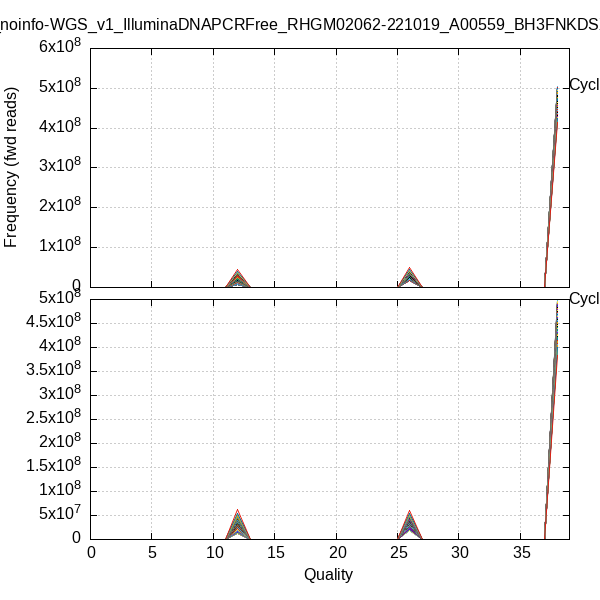 _noinfo-WGS_v1_IlluminaDNAPCRFree_RHGM02062-221019_A00559_BH3FNKDS
6x10^8
5x10^8
Cycl
4x10^8
3x10^8
2x10^8
1x10^8
0
Frequency (fwd reads)
5x10^8
Cycl
4.5x10^8
4x10^8
3.5x10^8
3x10^8
2.5x10^8
2x10^8
1.5x10^8
1x10^8
5x10^7
0
0 5 10 15 20 25 30 35
Quality